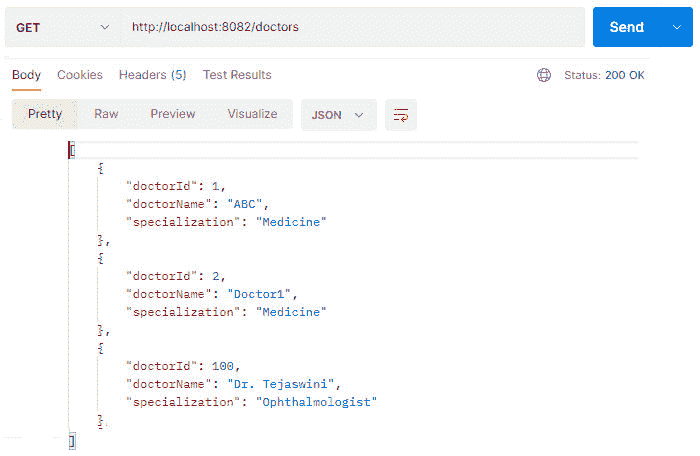 GET http://localhost:8082/doctors Send
Body Cookies Headers (5) Test Results Status: 200 OK
Pretty Raw Preview Visualize JSON
[
{
"doctorId": 1,
"doctorName": "ABC",
"specialization": "Medicine"
},
{
"doctorId": 2,
"doctorName": "Doctor1",
"specialization": "Medicine"
},
{
"doctorId": 100,
"doctorName": "Dr. Tejaswini",
"specialization": "Ophthalmologist"
},
]